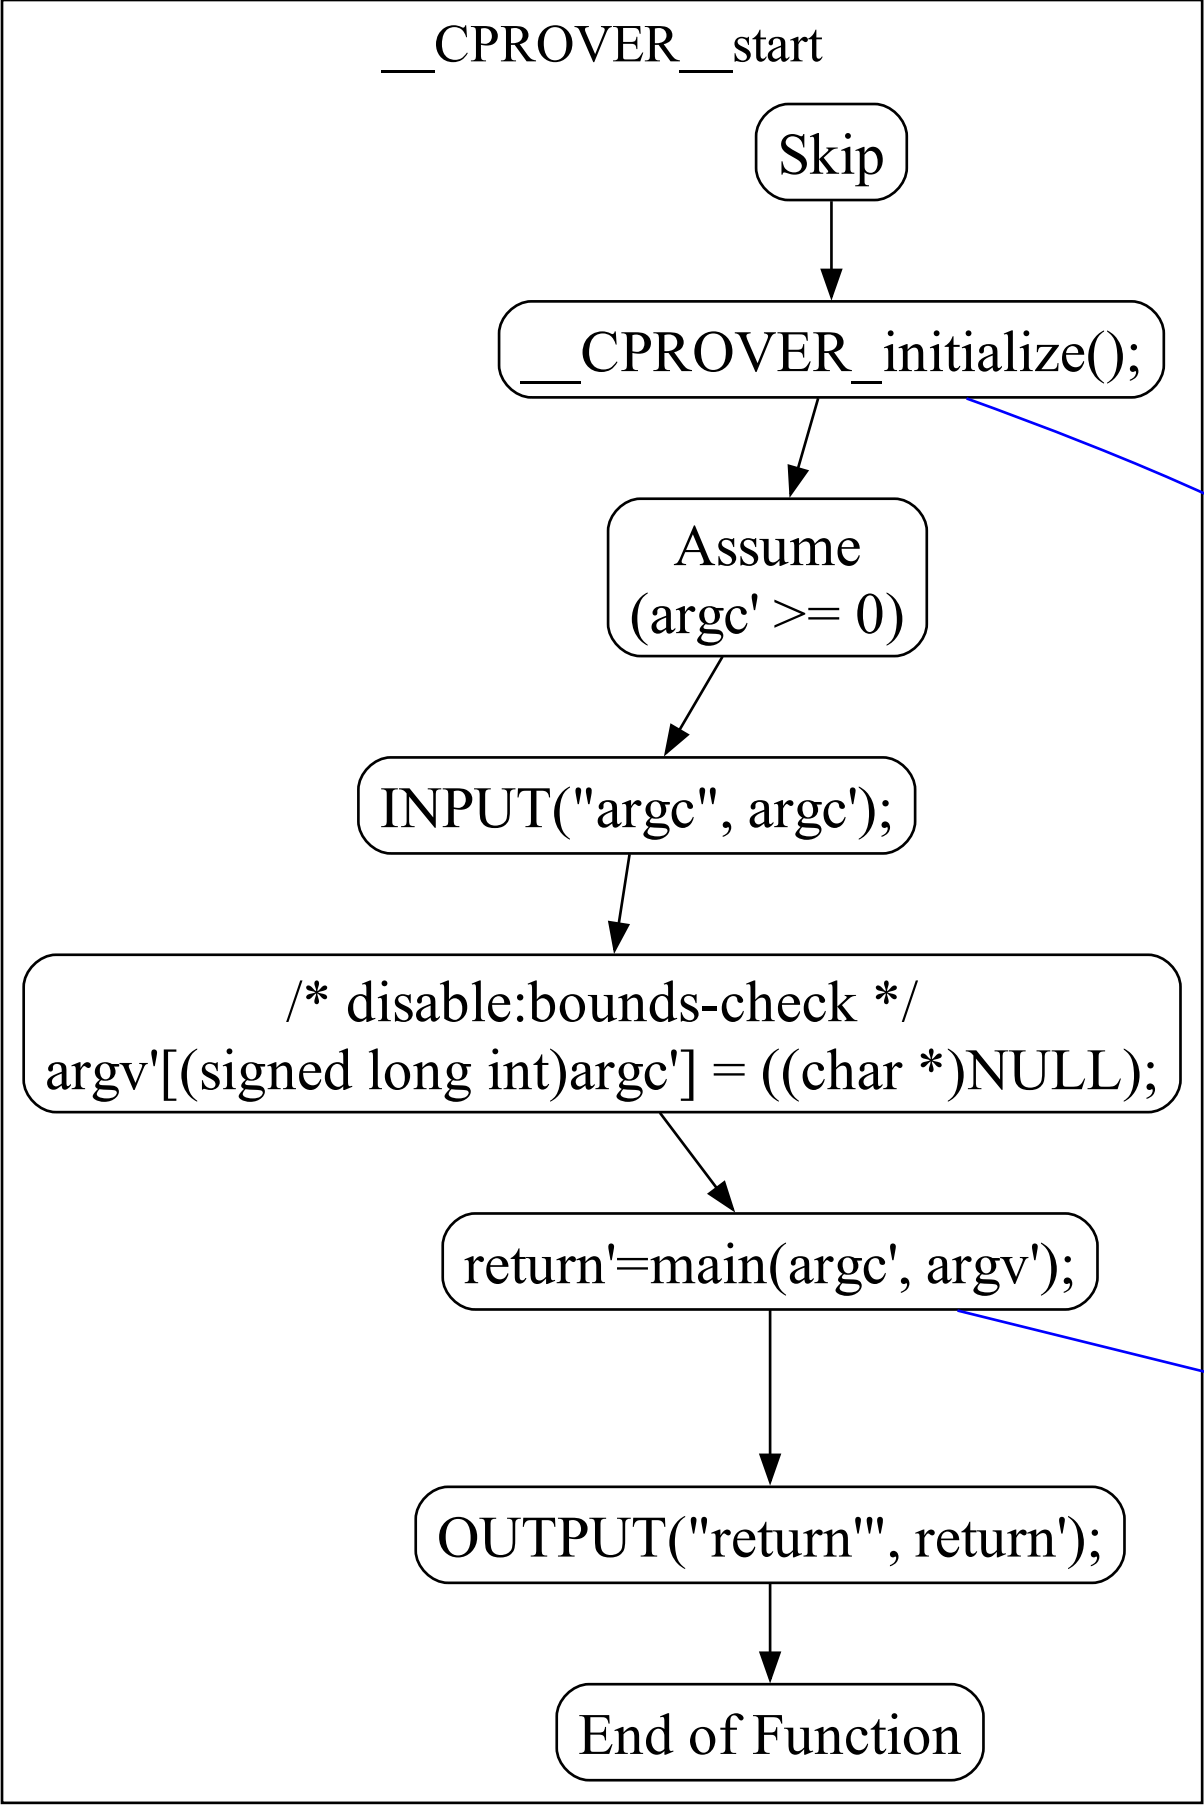 __CPROVER__start
Skip
__CPROVER_initialize();
Assume
(argc' >= 0)
INPUT("argc", argc');
/* disable:bounds-check */
argv'[(signed long int)argc'] = ((char *)NULL);
return'=main(argc', argv');
OUTPUT("return'", return');
End of Function